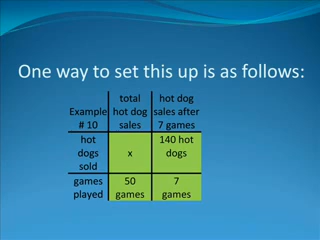 One way to set this up is as follows:
Example # 10
total hot dog sales
hot dog sales after 7 games
hot dogs sold
x
140 hot dogs
games played
50 games
7 games